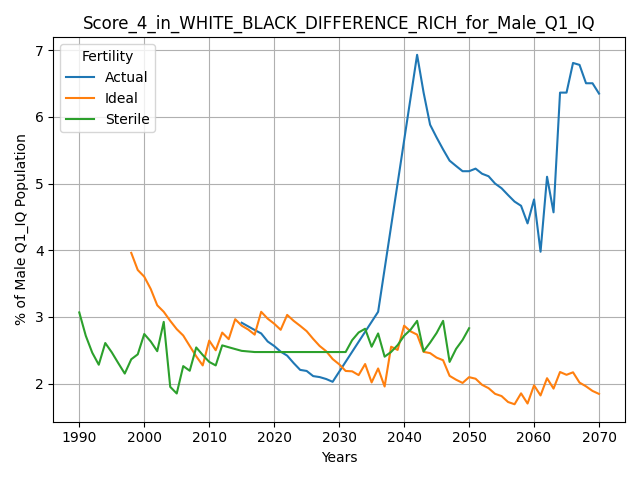 Score_4_in_WHITE_BLACK_DIFFERENCE_RICH_for_Male_Q1_IQ
Fertility
Actual
Ideal
Sterile
% of Male Q1_IQ Population
7
6
5
4
3
2
1990 2000 2010 2020 2030 2040 2050 2060 2070
Years